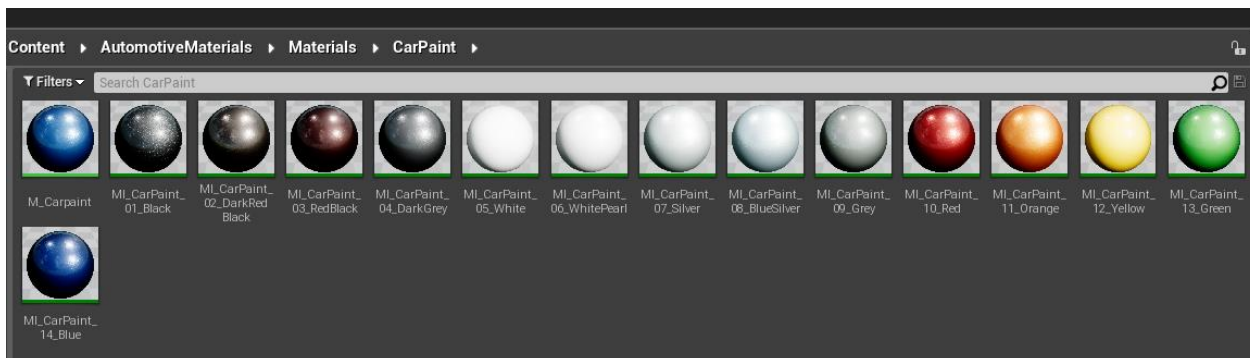 Content ▸ AutomotiveMaterials ▸ Materials ▸ CarPaint ▸
Filters
Search CarPaint
M_Carpaint
MI_CarPaint_
01_Black
MI_CarPaint_
02_DarkRed
Black
MI_CarPaint_
03_RedBlack
MI_CarPaint_
04_DarkGrey
MI_CarPaint_
05_White
MI_CarPaint_
06_WhitePearl
MI_CarPaint_
07_Silver
MI_CarPaint_
08_BlueSilver
MI_CarPaint_
09_Grey
MI_CarPaint_
10_Red
MI_CarPaint_
11_Orange
MI_CarPaint_
12_Yellow
MI_CarPaint_
13_Green
MI_CarPaint_
14_Blue